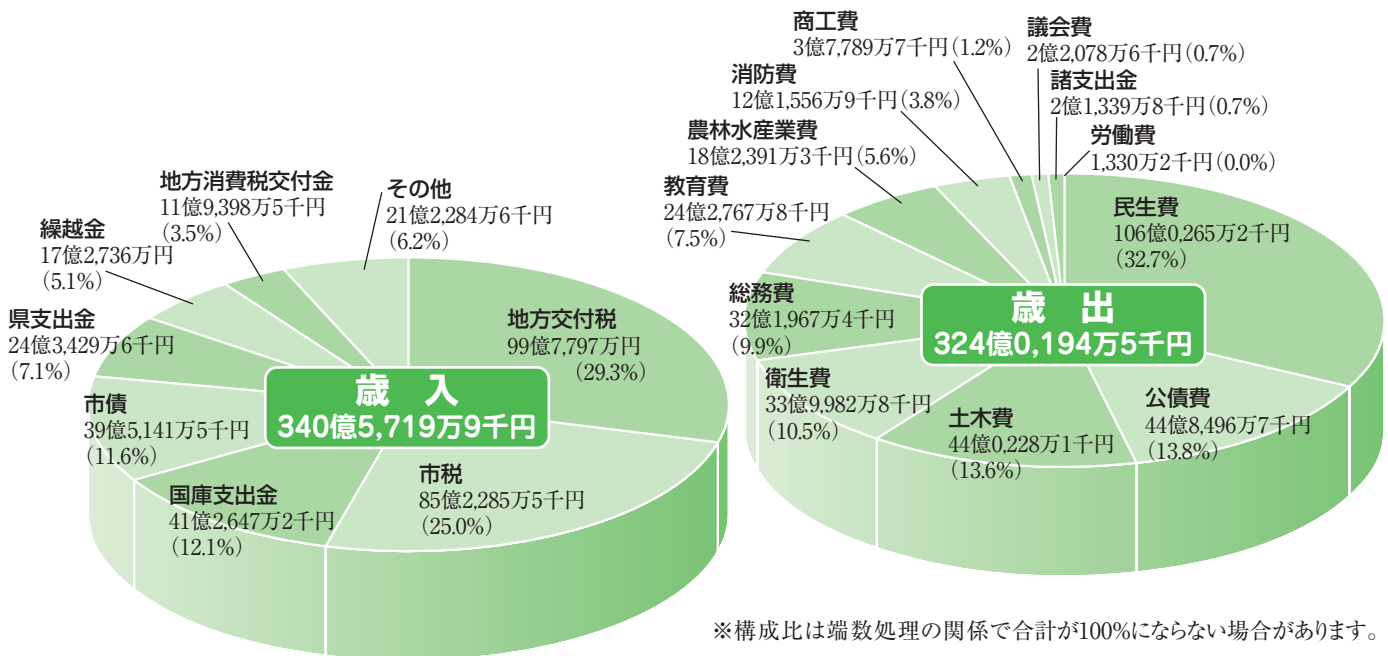 地方交付税
99億7,797万円
(29.3%)
市税
85億2,285万5千円
(25.0%)
国庫支出金
41億2,647万2千円
(12.1%)
市債
39億5,141万5千円
(11.6%)
県支出金
24億3,429万6千円
(7.1%)
繰越金
17億2,736万円
(5.1%)
地方消費税交付金
11億9,398万5千円
(3.5%)
その他
21億2,284万6千円
(6.2%)
歳 入
340億5,719万9千円
民生費
106億0,265万2千円
(32.7%)
公債費
44億8,496万7千円
(13.8%)
土木費
44億0,228万1千円
(13.6%)
衛生費
33億9,982万8千円
(10.5%)
総務費
32億1,967万4千円
(9.9%)
教育費
24億2,767万8千円
(7.5%)
農林水産業費
18億2,391万3千円(5.6%)
消防費
12億1,556万9千円(3.8%)
商工費
3億7,789万7千円(1.2%)
議会費
2億2,078万6千円(0.7%)
諸支出金
2億1,339万8千円(0.7%)
労働費
1,330万2千円(0.0%)
歳 出
324億0,194万5千円
※構成比は端数処理の関係で合計が100%にならない場合があります。